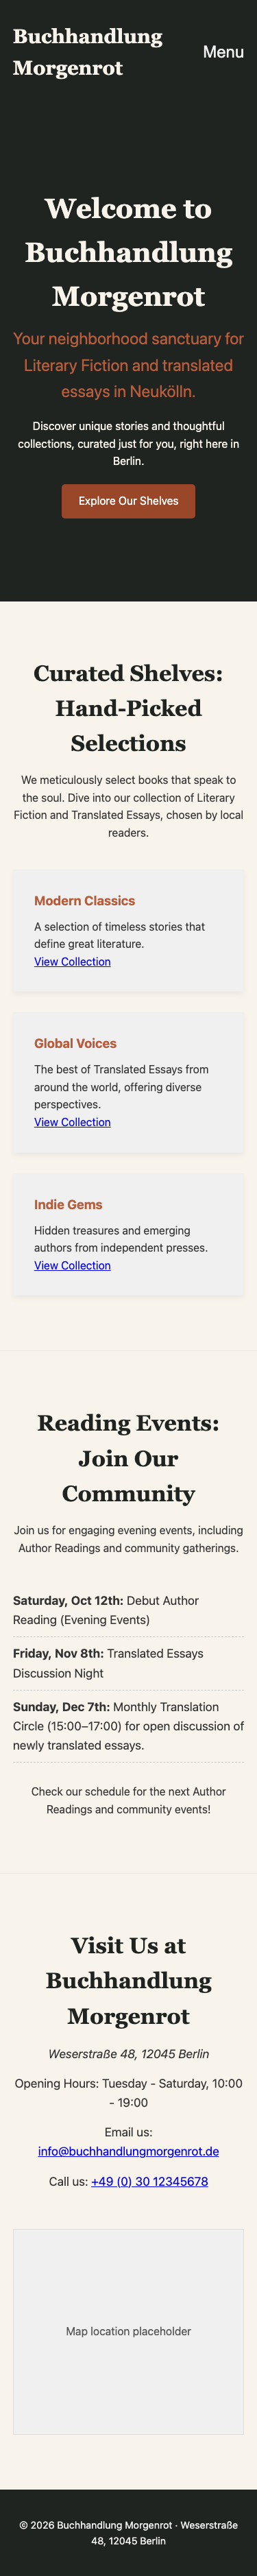 Buchhandlung
Morgenrot
Menu
Welcome to
Buchhandlung
Morgenrot
Your neighborhood sanctuary for
Literary Fiction and translated
essays in Neukölln.
Discover unique stories and thoughtful
collections, curated just for you, right here in
Berlin.
Explore Our Shelves
Curated Shelves:
Hand-Picked
Selections
We meticulously select books that speak to
the soul. Dive into our collection of Literary
Fiction and Translated Essays, chosen by local
readers.
Modern Classics
A selection of timeless stories that
define great literature.
View Collection
Global Voices
The best of Translated Essays from
around the world, offering diverse
perspectives.
View Collection
Indie Gems
Hidden treasures and emerging
authors from independent presses.
View Collection
Reading Events:
Join Our
Community
Join us for engaging evening events, including
Author Readings and community gatherings.
Saturday, Oct 12th: Debut Author
Reading (Evening Events)
Friday, Nov 8th: Translated Essays
Discussion Night
Sunday, Dec 7th: Monthly Translation
Circle (15:00–17:00) for open discussion of
newly translated essays.
Check our schedule for the next Author
Readings and community events!
Visit Us at
Buchhandlung
Morgenrot
Weserstraße 48, 12045 Berlin
Opening Hours: Tuesday - Saturday, 10:00
- 19:00
Email us:
info@buchhandlungmorgenrot.de
Call us: +49 (0) 30 12345678
Map location placeholder
© 2026 Buchhandlung Morgenrot · Weserstraße
48, 12045 Berlin